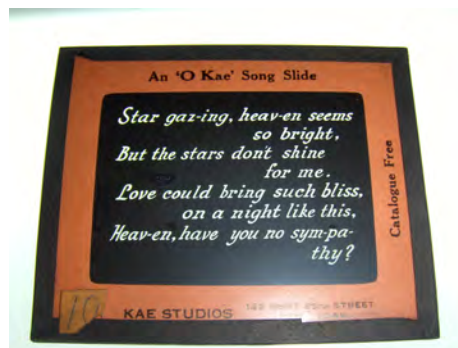 An 'O Kae' Song Slide
Star gaz-ing, heav-en seems
so bright,
But the stars don't shine
for me.
Love could bring such bliss,
on a night like this,
Heav-en, have you no sym-pa-
thy?
Catalogue Free
KAE STUDIOS
STREET